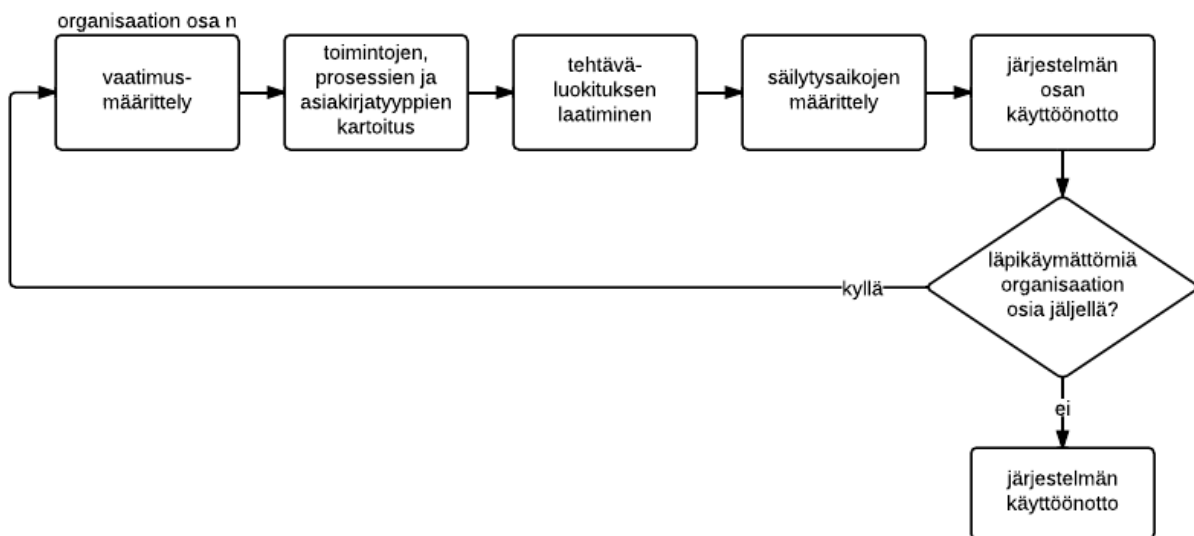 organisaation osa n
vaatimus-
määrittely
toimintojen,
prosessien ja
asiakirjatyyppien
kartoitus
tehtävä-
luokituksen
laatiminen
säilytysaikojen
määrittely
järjestelmän
osan
käyttöönotto
läpikäymättömiä
organisaation
osia jäljellä?
kyllä
ei
järjestelmän
käyttöönotto